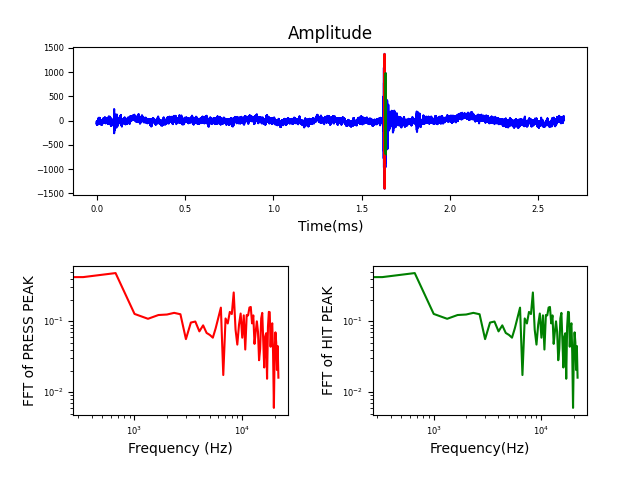 Amplitude
1500
1000
500
0
−500
−1000
−1500
0.0 0.5 1.0 1.5 2.0 2.5
Time(ms)
FFT of PRESS PEAK
10⁻¹
10⁻²
10³ 10⁴
Frequency (Hz)
FFT of HIT PEAK
10⁻¹
10⁻²
10³ 10⁴
Frequency(Hz)